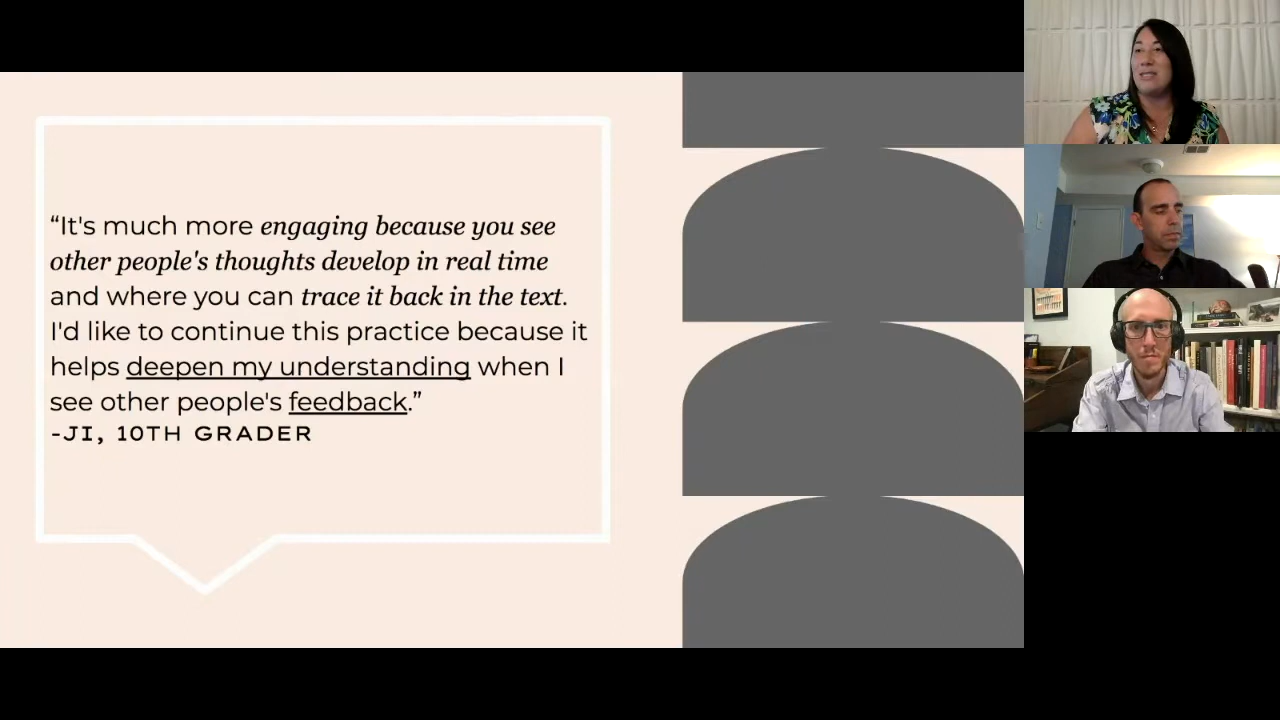 “It's much more engaging because you see
other people's thoughts develop in real time
and where you can trace it back in the text.
I'd like to continue this practice because it
helps deepen my understanding when I
see other people's feedback.”
-JI, 10TH GRADER